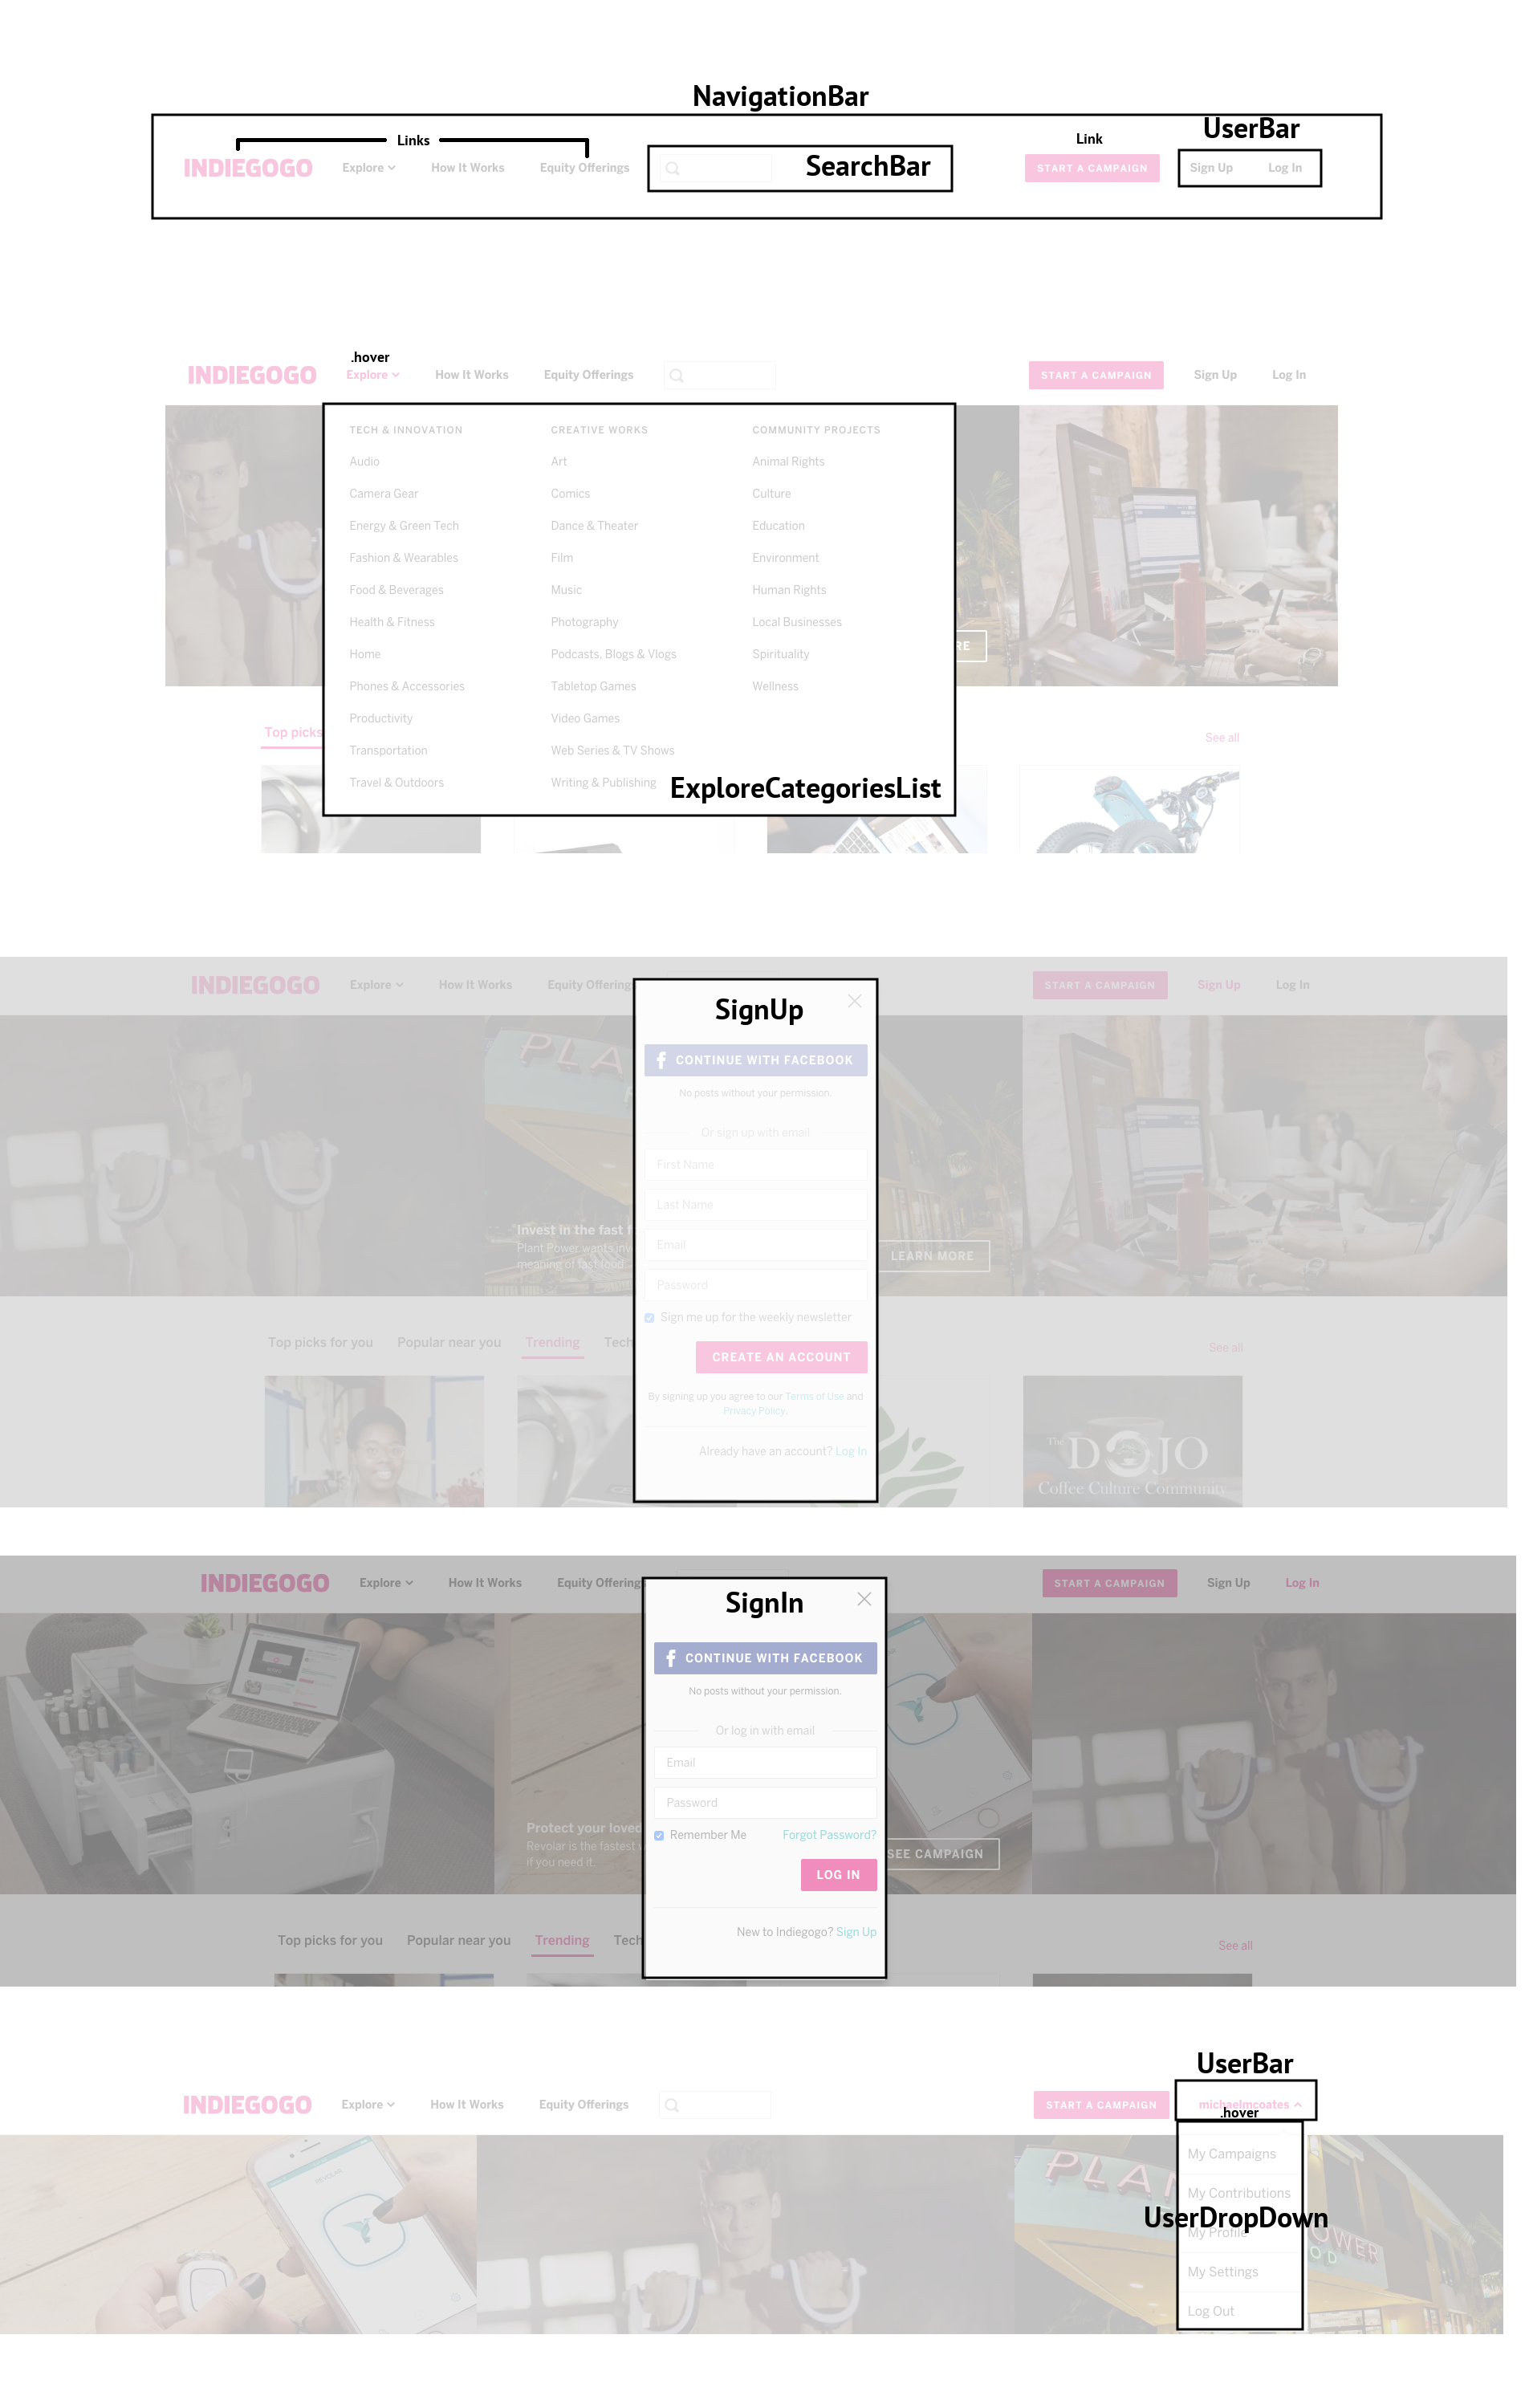 NavigationBar
Links
Link
UserBar
INDIEGOGO Explore How It Works Equity Offerings SearchBar START A CAMPAIGN Sign Up Log In
.hover
INDIEGOGO Explore How It Works Equity Offerings START A CAMPAIGN Sign Up Log In
TECH & INNOVATION CREATIVE WORKS COMMUNITY PROJECTS
Audio Art Animal Rights
Camera Gear Comics Culture
Energy & Green Tech Dance & Theater Education
Fashion & Wearables Film Environment
Food & Beverages Music Human Rights
Health & Fitness Photography Local Businesses
RE
Home Podcasts, Blogs & Vlogs Spirituality
Phones & Accessories Tabletop Games Wellness
Productivity Video Games
Top picks See all
Transportation Web Series & TV Shows
Travel & Outdoors Writing & Publishing ExploreCategoriesList
INDIEGOGO Explore How It Works Equity Offering START A CAMPAIGN Sign Up Log In
SignUp
PLA
CONTINUE WITH FACEBOOK
No posts without your permission.
Or sign up with email
First Name
Last Name
Invest in the fast f
Email
Plant Power wants inv
meaning of fast food.
LEARN MORE
Password
Sign me up for the weekly newsletter
Top picks for you Popular near you Trending Tech See all
CREATE AN ACCOUNT
By signing up you agree to our Terms of Use and
Privacy Policy.
Already have an account? Log In
The DOJO
Coffee Culture Community
INDIEGOGO Explore How It Works Equity Offering START A CAMPAIGN Sign Up Log In
SignIn
CONTINUE WITH FACEBOOK
No posts without your permission.
Or log in with email
Email
Password
Protect your loved
Remember Me Forgot Password?
Revolar is the fastest
if you need it.
SEE CAMPAIGN
LOG IN
New to Indiegogo? Sign Up
Top picks for you Popular near you Trending Tech See all
UserBar
INDIEGOGO Explore How It Works Equity Offerings START A CAMPAIGN michaelmcoates
.hover
My Campaigns
PLAN
My Contributions
UserDropDown
My Profile
POWER
OD
My Settings
Log Out
REVOLAR